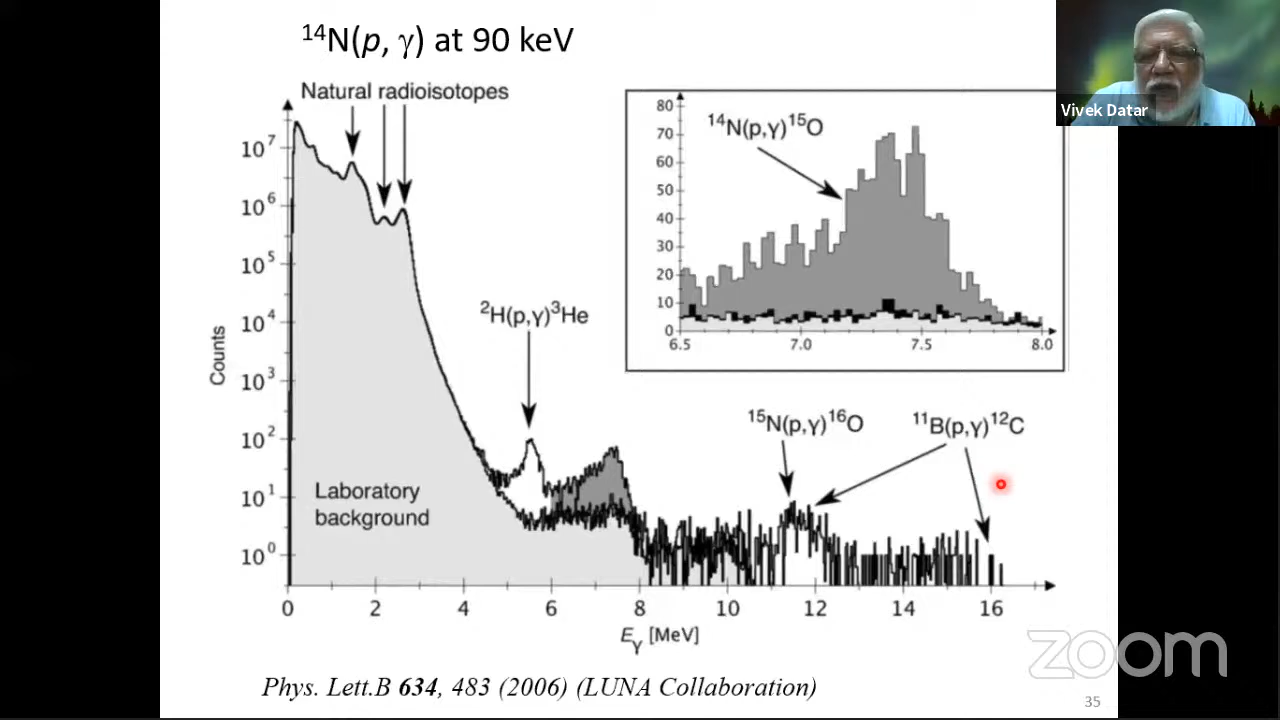 ¹⁴N(p, γ) at 90 keV
Vivek Datar
Natural radioisotopes
10⁷
10⁶
10⁵
10⁴
10³
10²
10¹
10⁰
Counts
²H(p,γ)³He
Laboratory
background
¹⁴N(p,γ)¹⁵O
80
70
60
50
40
30
20
10
0
6.5 7.0 7.5 8.0
¹⁵N(p,γ)¹⁶O
¹¹B(p,γ)¹²C
0 2 4 6 8 10 12 14 16
Eγ [MeV]
zoom
Phys. Lett.B 634, 483 (2006) (LUNA Collaboration)
35